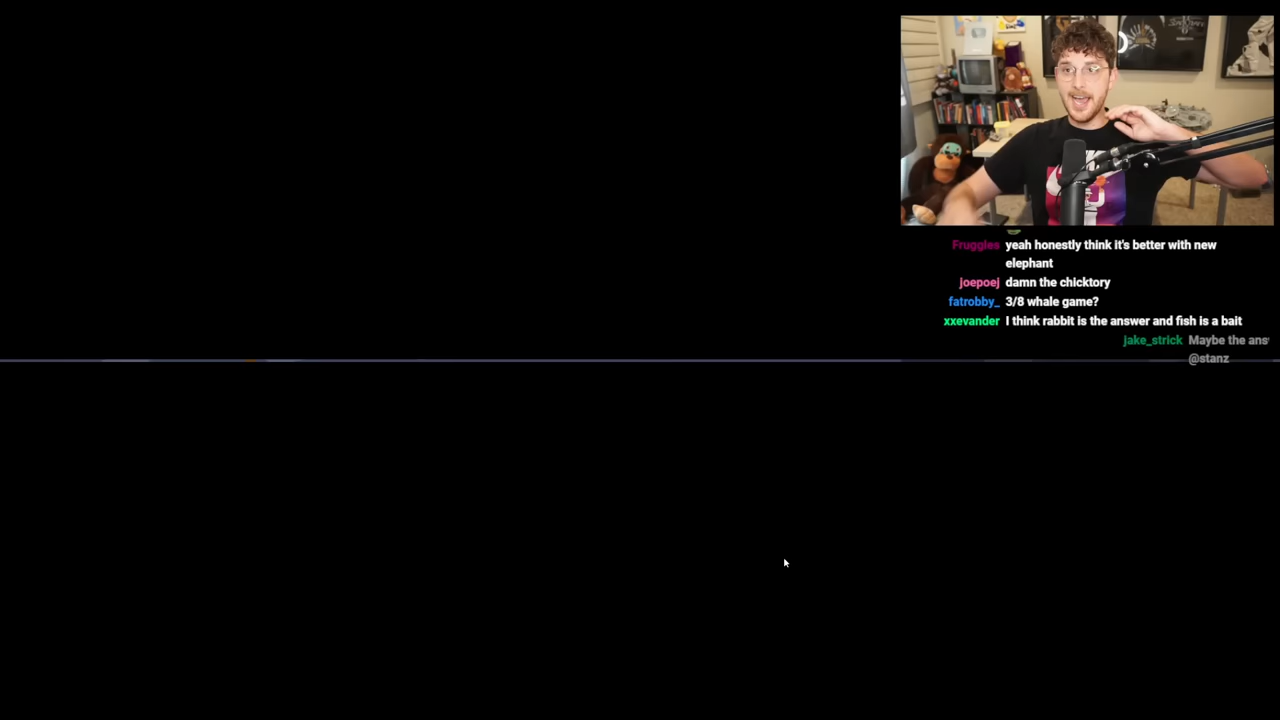 Fruggles yeah honestly think it's better with new
elephant
joepoej damn the chicktory
fatrobby_ 3/8 whale game?
xxevander I think rabbit is the answer and fish is a bait
jake_strick Maybe the
@stanz